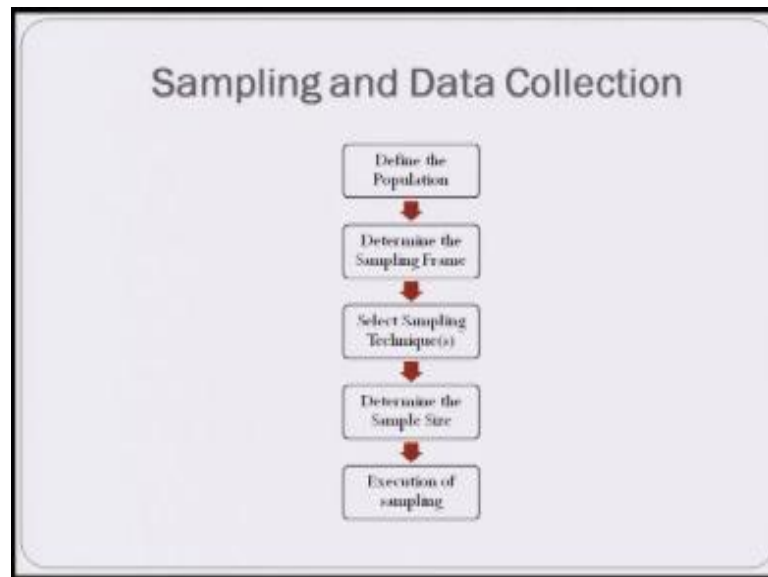 Sampling and Data Collection
Define the
Population
Determine the
Sampling Frame
Select Sampling
Technique(s)
Determine the
Sample Size
Execution of
sampling